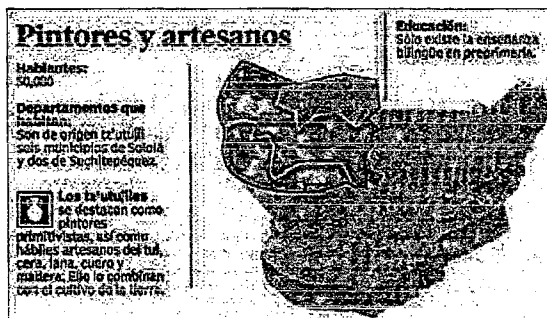 Pintores y artesanos
Hablantes:
50,000
Departamentos que
habitan:
Son de origen tz'utujil
seis municipios de Sololá
y dos de Suchitepéquez.
Los tz'utujiles
se destacan como
pintores
primitivistas, así como
hábiles artesanos del tul,
cera, lana, cuero y
madera. Ello lo combinan
con el cultivo de la tierra.
Educación:
Sólo existe la enseñanza
bilingüe en preprimaria.